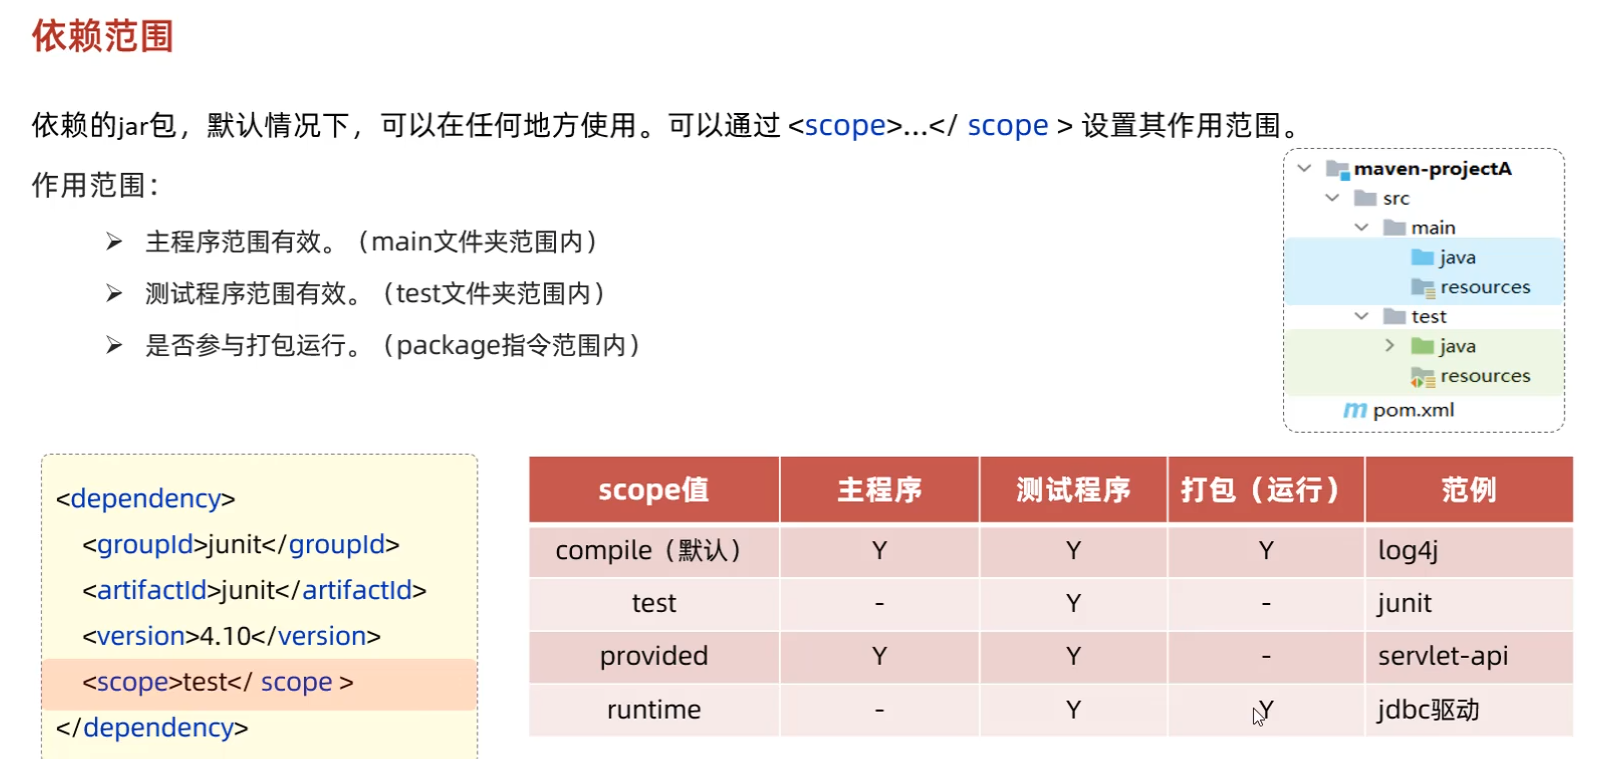 依赖范围
依赖的jar包，默认情况下，可以在任何地方使用。可以通过 <scope>...</ scope > 设置其作用范围。
作用范围：
主程序范围有效。（main文件夹范围内）
测试程序范围有效。（test文件夹范围内）
是否参与打包运行。（package指令范围内）
maven-projectA
src
main
java
resources
test
java
resources
pom.xml
<dependency>
<groupId>junit</groupId>
<artifactId>junit</artifactId>
<version>4.10</version>
<scope>test</ scope >
</dependency>
scope值 主程序 测试程序 打包（运行） 范例
compile（默认） Y Y Y log4j
test - Y - junit
provided Y Y - servlet-api
runtime - Y Y jdbc驱动